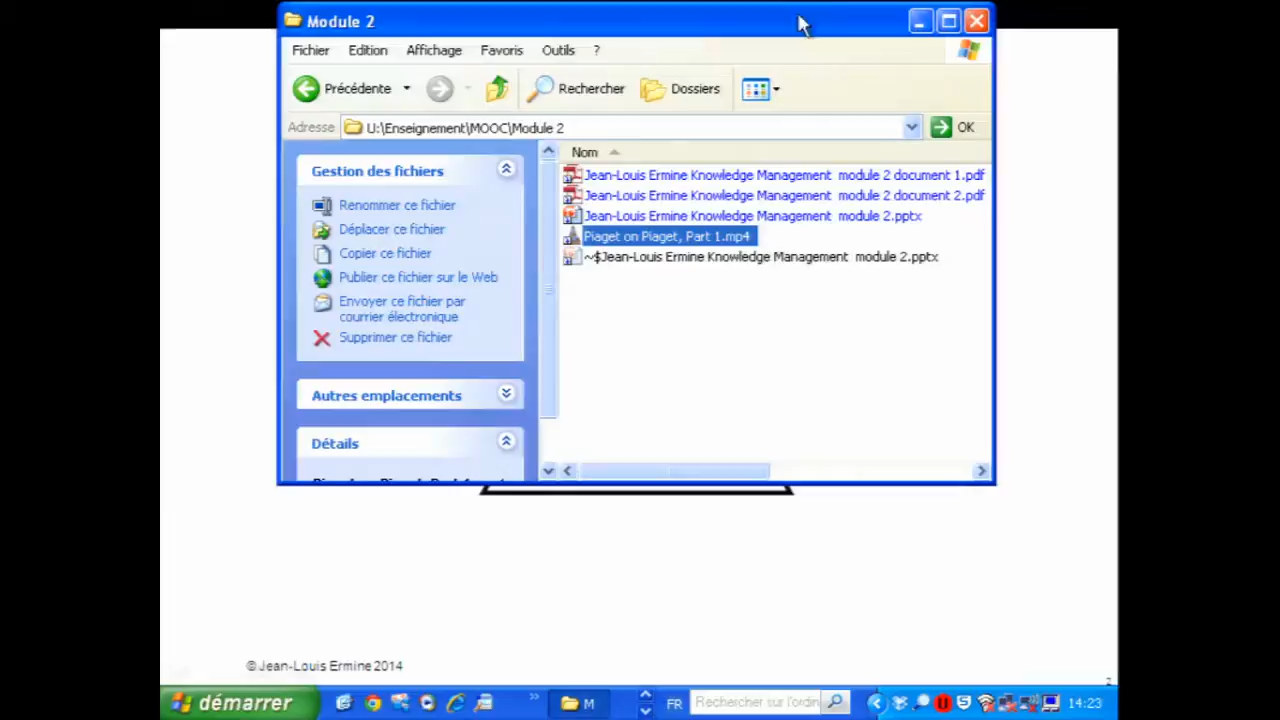 Module 2
Fichier Edition Affichage Favoris Outils ?
Précédente Rechercher Dossiers
Adresse U:\Enseignement\MOOC\Module 2 OK
Gestion des fichiers
Renommer ce fichier
Déplacer ce fichier
Copier ce fichier
Publier ce fichier sur le Web
Envoyer ce fichier par
courrier électronique
Supprimer ce fichier
Autres emplacements
Détails
Nom
Jean-Louis Ermine Knowledge Management module 2 document 1.pdf
Jean-Louis Ermine Knowledge Management module 2 document 2.pdf
Jean-Louis Ermine Knowledge Management module 2.pptx
Piaget on Piaget, Part 1.mp4
~$Jean-Louis Ermine Knowledge Management module 2.pptx
© Jean-Louis Ermine 2014
2
démarrer M FR Rechercher sur l'ordin 14:23